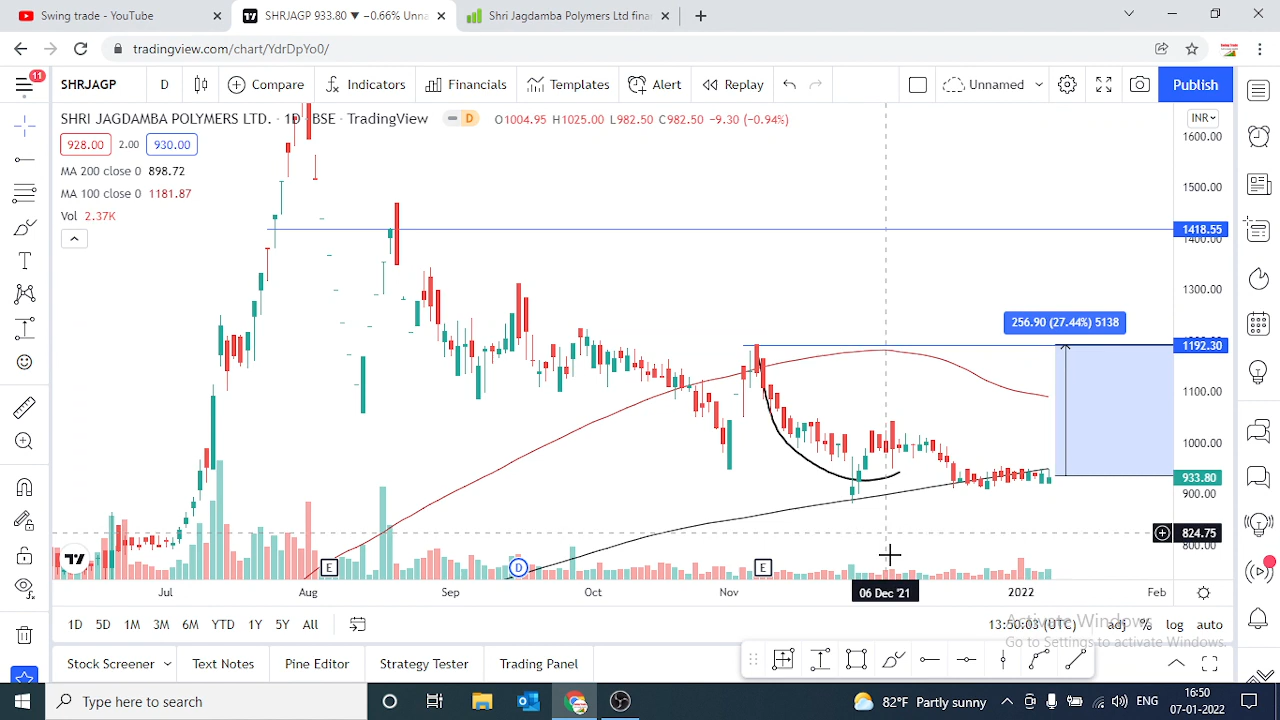 Swing trade - YouTube
SHRJAGP 933.80 ▼ −0.66% Unna
Shri Jagdamba Polymers Ltd finan
tradingview.com/chart/YdrDpYo0/
11
SHRJAGP D Compare Indicators Financials Templates Alert Replay Unnamed Publish
SHRI JAGDAMBA POLYMERS LTD. · 1D · BSE · TradingView D O1004.95 H1025.00 L982.50 C982.50 −9.30 (−0.94%)
INR
928.00 2.00 930.00
MA 200 close 0 898.72
MA 100 close 0 1181.87
Vol 2.37K
1600.00
1500.00
1418.55
1400.00
1300.00
256.90 (27.44%) 5138
1192.30
1100.00
1000.00
933.80
900.00
824.75
800.00
E D E
Jul Aug Sep Oct Nov 06 Dec '21 2022 Feb
1D 5D 1M 3M 6M YTD 1Y 5Y All 13:50:03 (UTC) adj % log auto
Activate Windows
Go to Settings to activate Windows.
Stock Screener Text Notes Pine Editor Strategy Tester Trading Panel
Type here to search
82°F Partly sunny
ENG
16:50
07-01-2022